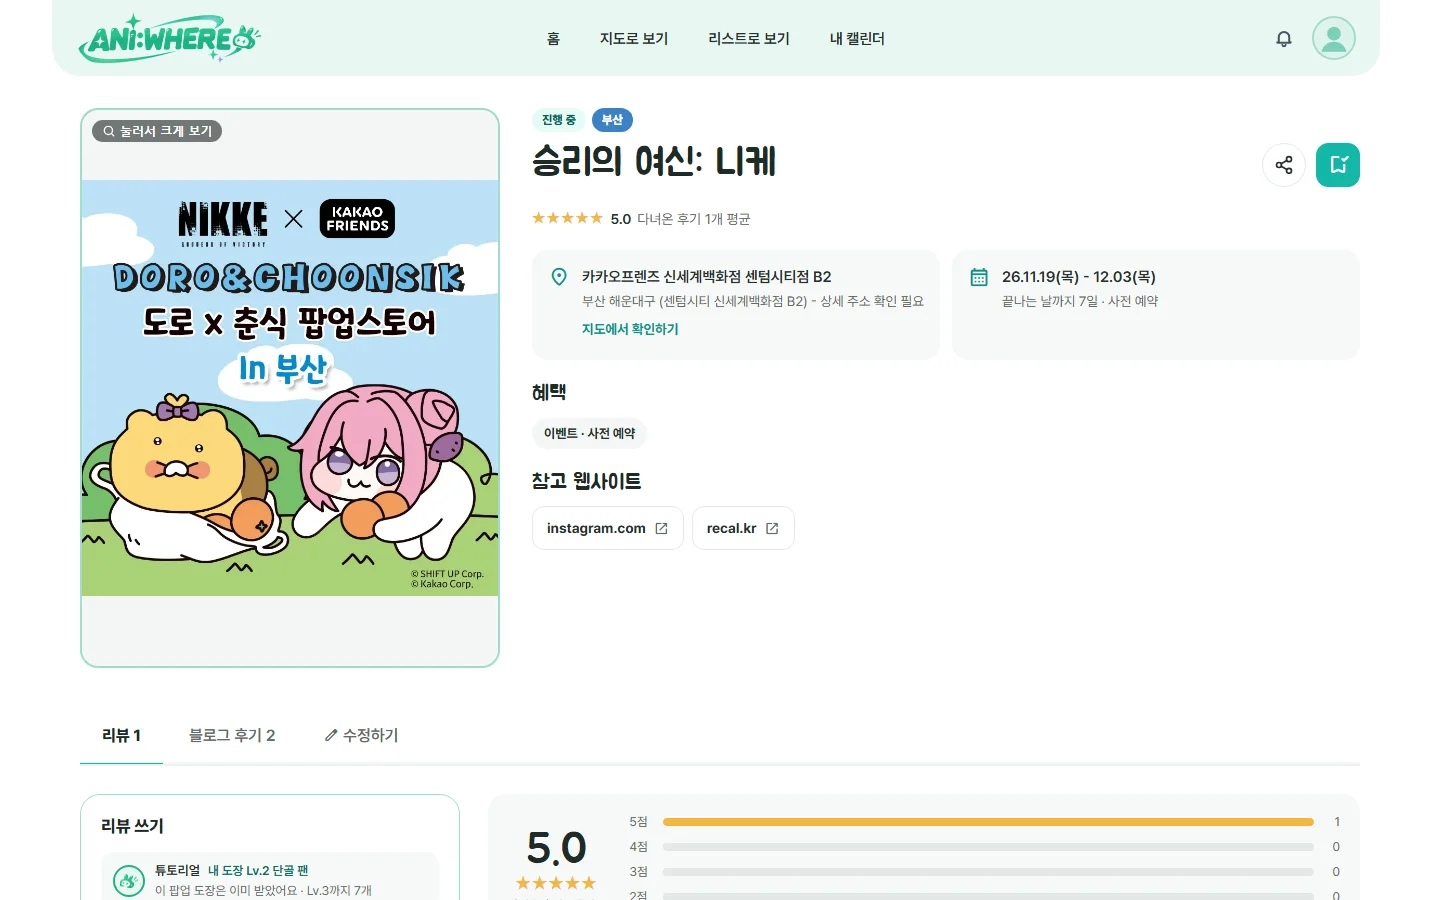 ANI:WHERE
홈
지도로 보기
리스트로 보기
내 캘린더
눌러서 크게 보기
NIKKE
GODDESS OF VICTORY
KAKAO
FRIENDS
DORO&CHOONSIK
도로 x 춘식 팝업스토어
In 부산
© SHIFT UP Corp.
© Kakao Corp.
진행 중
부산
승리의 여신: 니케
5.0 다녀온 후기 1개 평균
카카오프렌즈 신세계백화점 센텀시티점 B2
부산 해운대구 (센텀시티 신세계백화점 B2) - 상세 주소 확인 필요
지도에서 확인하기
26.11.19(목) - 12.03(목)
끝나는 날까지 7일 · 사전 예약
혜택
이벤트 · 사전 예약
참고 웹사이트
instagram.com
recal.kr
리뷰 1
블로그 후기 2
수정하기
리뷰 쓰기
튜토리얼 내 도장 Lv.2 단골 팬
이 팝업 도장은 이미 받았어요 · Lv.3까지 7개
5.0
5점 1
4점 0
3점 0
2점 0